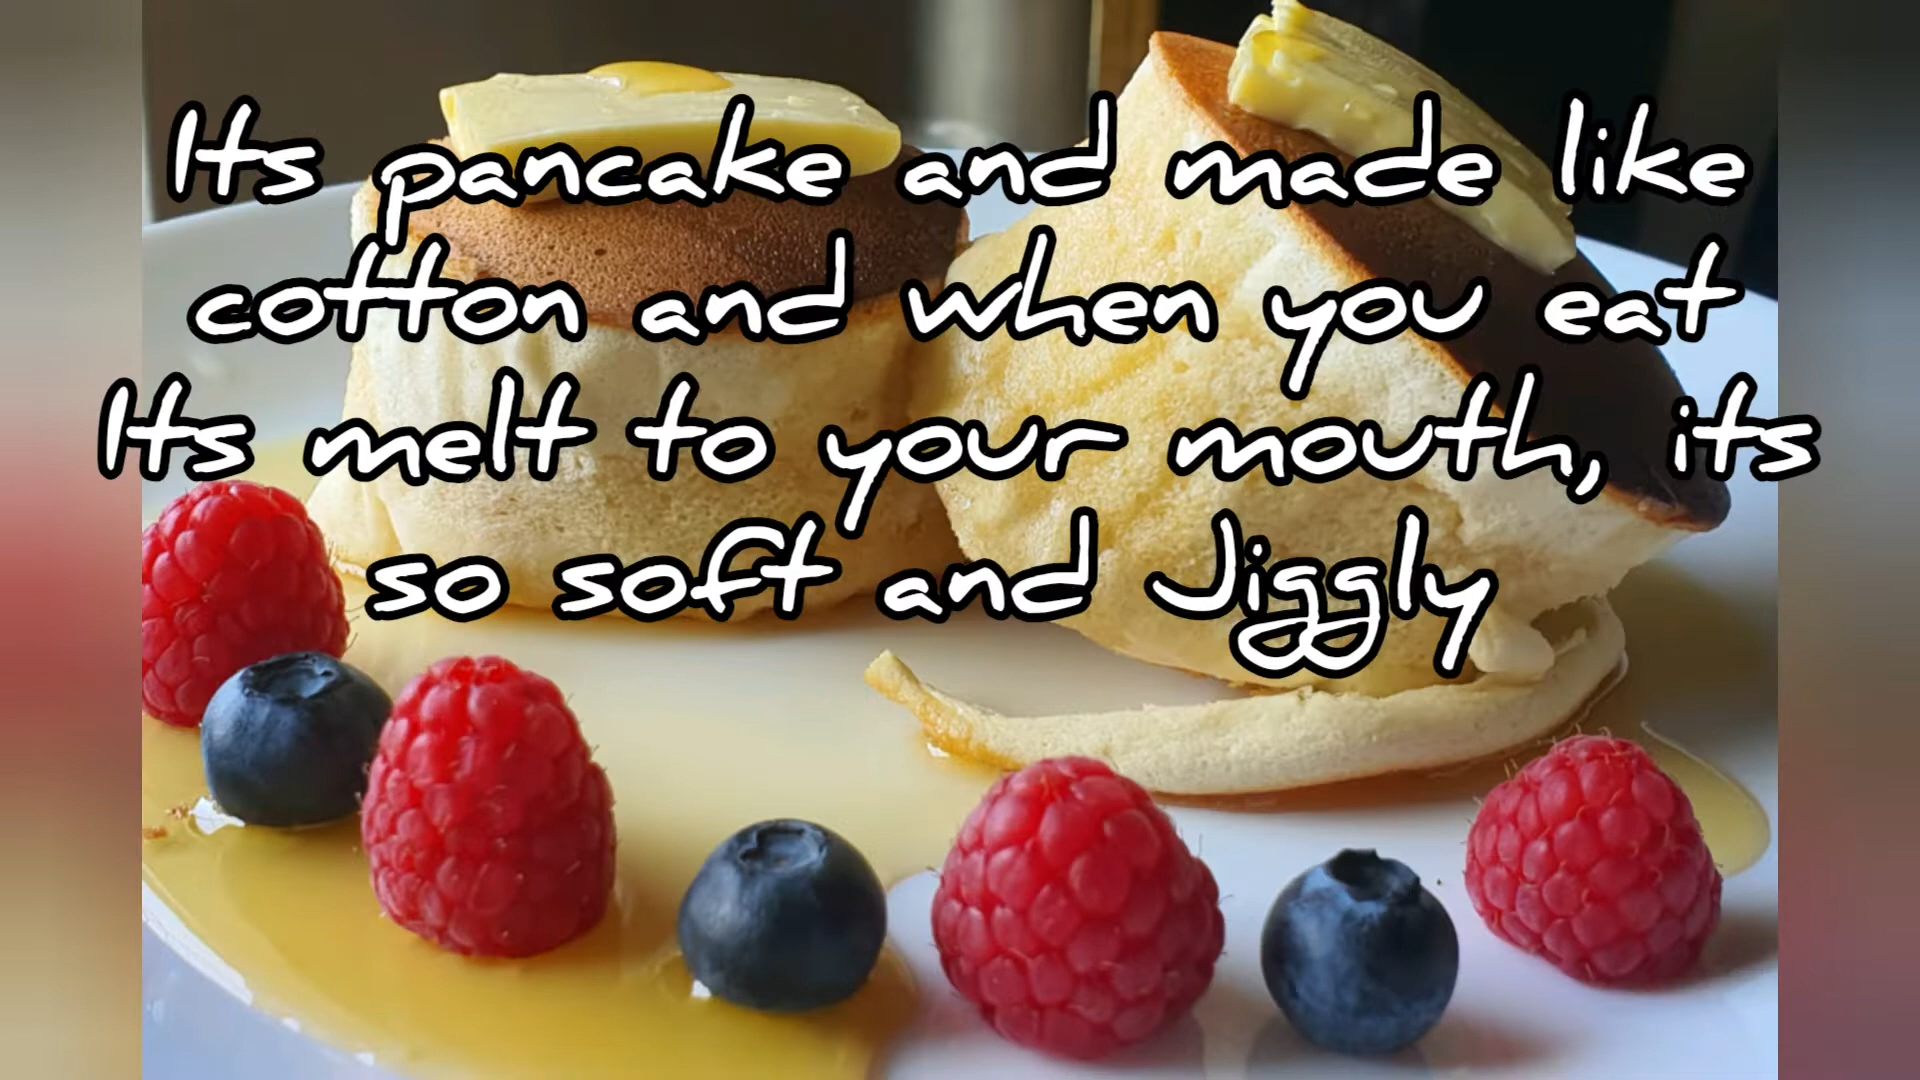 Its pancake and made like
cotton and when you eat
Its melt to your mouth, its
so soft and Jiggly